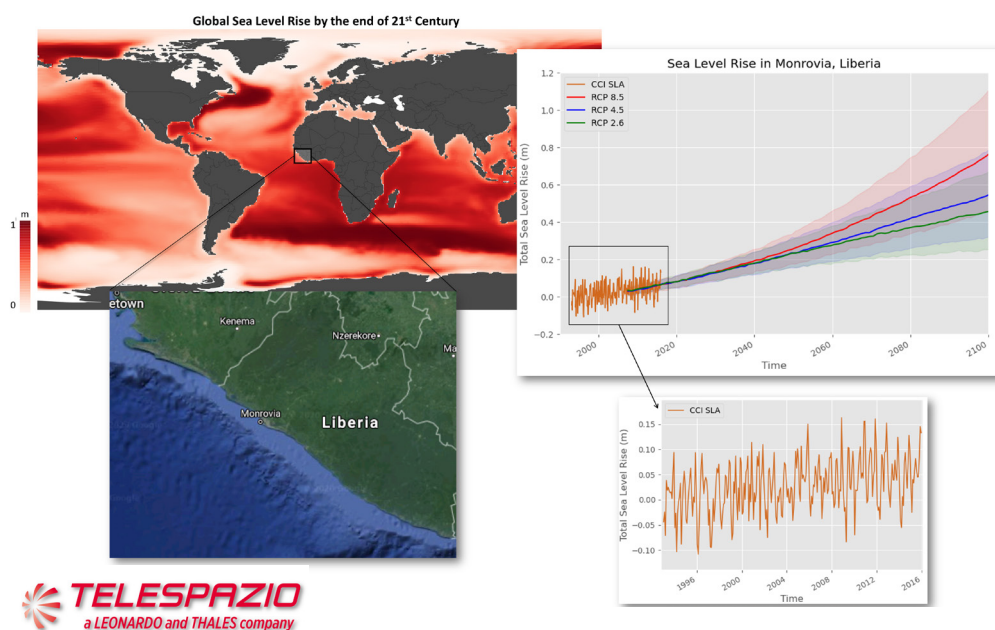 Global Sea Level Rise by the end of 21st Century
m
1
0
etown
Kenema
Nzerekore
Ma
Monrovia
Liberia
Sea Level Rise in Monrovia, Liberia
CCI SLA
RCP 8.5
RCP 4.5
RCP 2.6
Total Sea Level Rise (m)
1.2
1.0
0.8
0.6
0.4
0.2
0.0
−0.2
2000
2020
2040
2060
2080
2100
Time
CCI SLA
Total Sea Level Rise (m)
0.15
0.10
0.05
0.00
−0.05
−0.10
1996
2000
2004
2008
2012
2016
Time
TELESPAZIO
a LEONARDO and THALES company